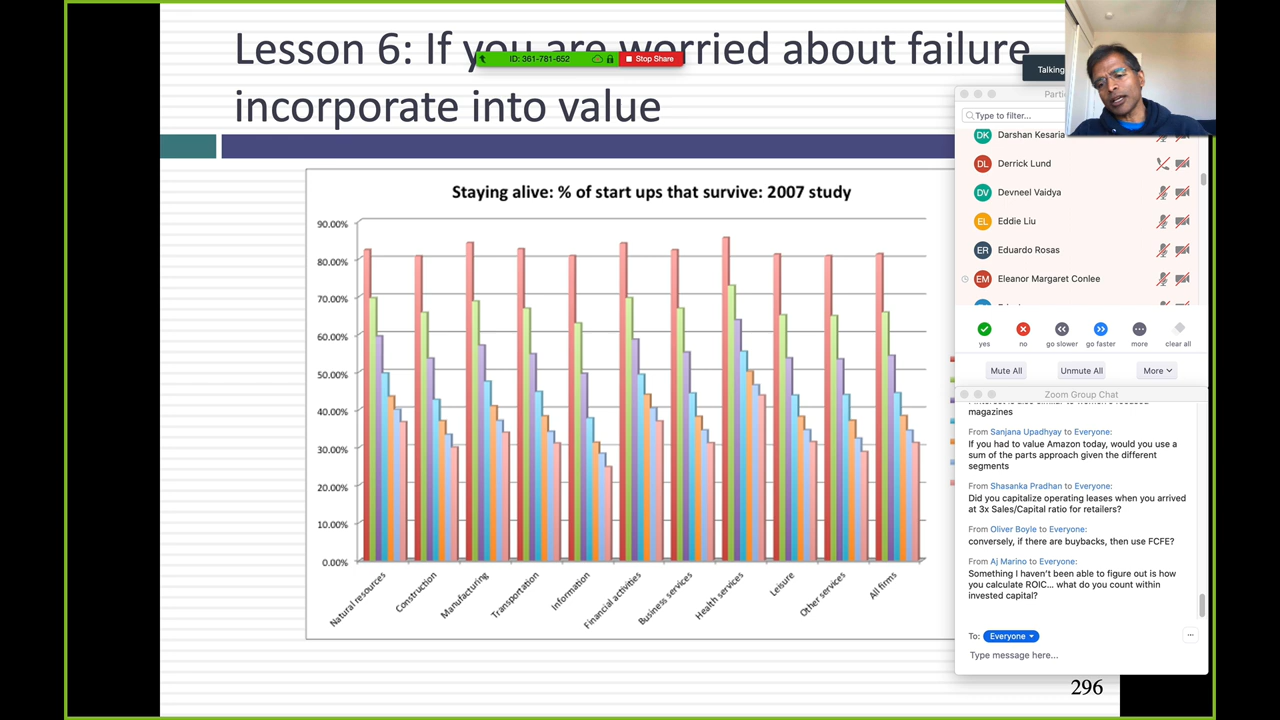 Lesson 6: If you are worried about failure
incorporate into value
ID: 361-781-652
Stop Share
Talking
Staying alive: % of start ups that survive: 2007 study
90.00%
80.00%
70.00%
60.00%
50.00%
40.00%
30.00%
20.00%
10.00%
0.00%
Natural resources
Construction
Manufacturing
Transportation
Information
Financial activities
Business services
Health services
Leisure
Other services
All firms
296
Type to filter...
DK Darshan Kesaria
DL Derrick Lund
DV Devneel Vaidya
EL Eddie Liu
ER Eduardo Rosas
EM Eleanor Margaret Conlee
yes no go slower go faster more clear all
Mute All Unmute All More
Zoom Group Chat
magazines
From Sanjana Upadhyay to Everyone:
If you had to value Amazon today, would you use a
sum of the parts approach given the different
segments
From Shasanka Pradhan to Everyone:
Did you capitalize operating leases when you arrived
at 3x Sales/Capital ratio for retailers?
From Oliver Boyle to Everyone:
conversely, if there are buybacks, then use FCFE?
From Aj Marino to Everyone:
Something I haven't been able to figure out is how
you calculate ROIC... what do you count within
invested capital?
To: Everyone
Type message here...